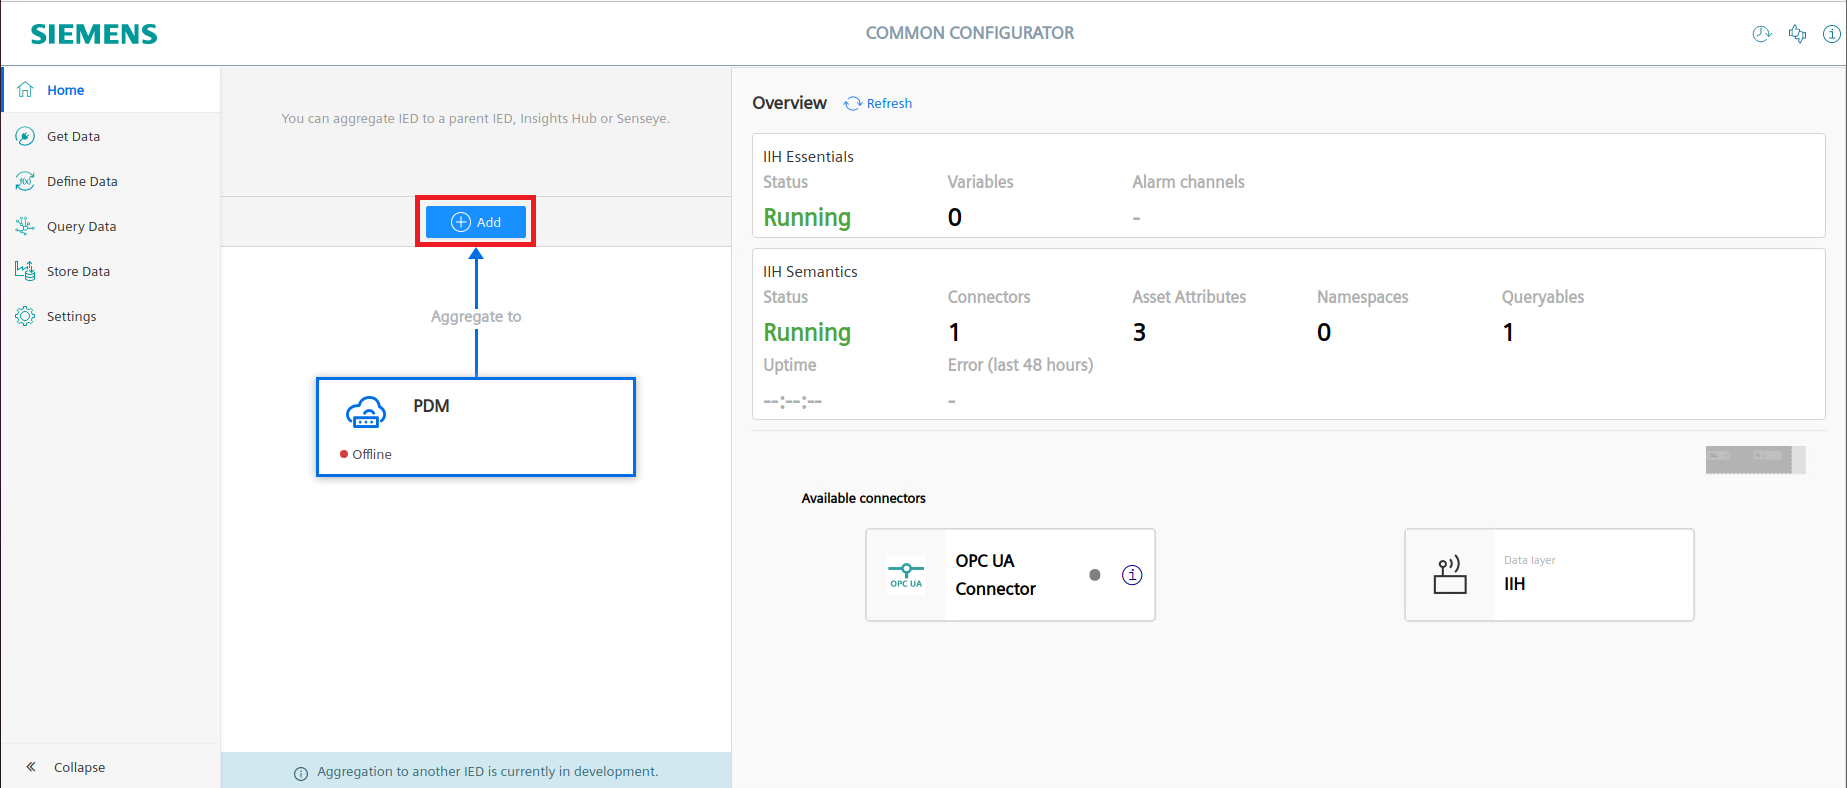 SIEMENS
COMMON CONFIGURATOR
Home
Get Data
Define Data
Query Data
Store Data
Settings
Collapse
You can aggregate IED to a parent IED, Insights Hub or Senseye.
Add
Aggregate to
PDM
Offline
Aggregation to another IED is currently in development.
Overview Refresh
IIH Essentials
Status Variables Alarm channels
Running 0 -
IIH Semantics
Status Connectors Asset Attributes Namespaces Queryables
Running 1 3 0 1
Uptime Error (last 48 hours)
--:--:-- -
Available connectors
OPC UA
OPC UA
Connector
Data layer
IIH